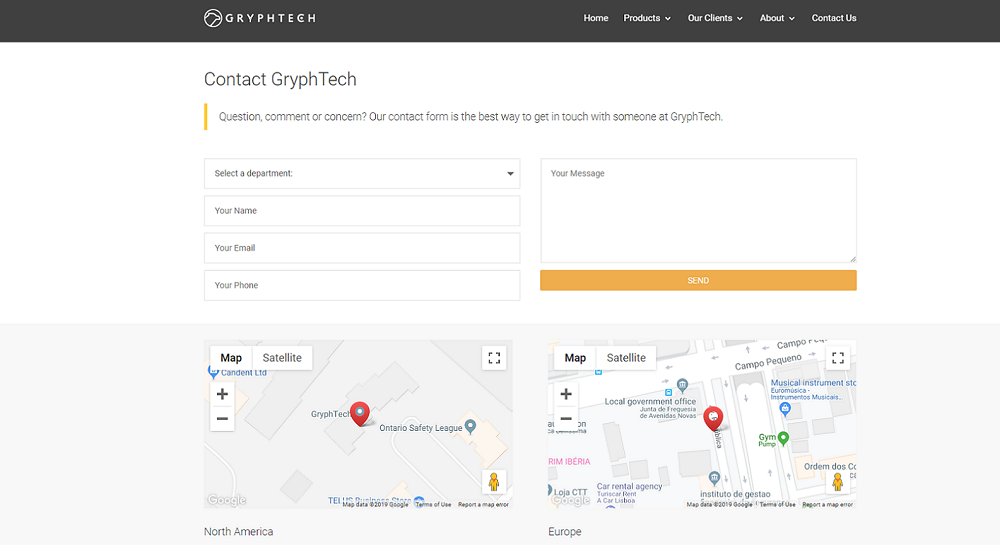 GRYPHTECH
Home Products Our Clients About Contact Us
Contact GryphTech
Question, comment or concern? Our contact form is the best way to get in touch with someone at GryphTech.
Select a department:
Your Name
Your Email
Your Phone
Your Message
SEND
Map Satellite
Candent Ltd
GryphTech
Ontario Safety League
TELUS Business Store
Google
Map data ©2019 Google Terms of Use Report a map error
North America
Map Satellite
Campo Pequeno
Campo Pequeno
Musical instrument sto
Euromúsica -
Instrumentos Musicais...
Local government office
Junta de Freguesia
de Avenidas Novas
Gym
Pump
RIM IBÉRIA
Ordem dos Co
Car rental agency
Turiscar Rent
A Car Lisboa
Loja CTT
instituto de gestao
Google
Map data ©2019 Google Terms of Use Report a map error
Europe